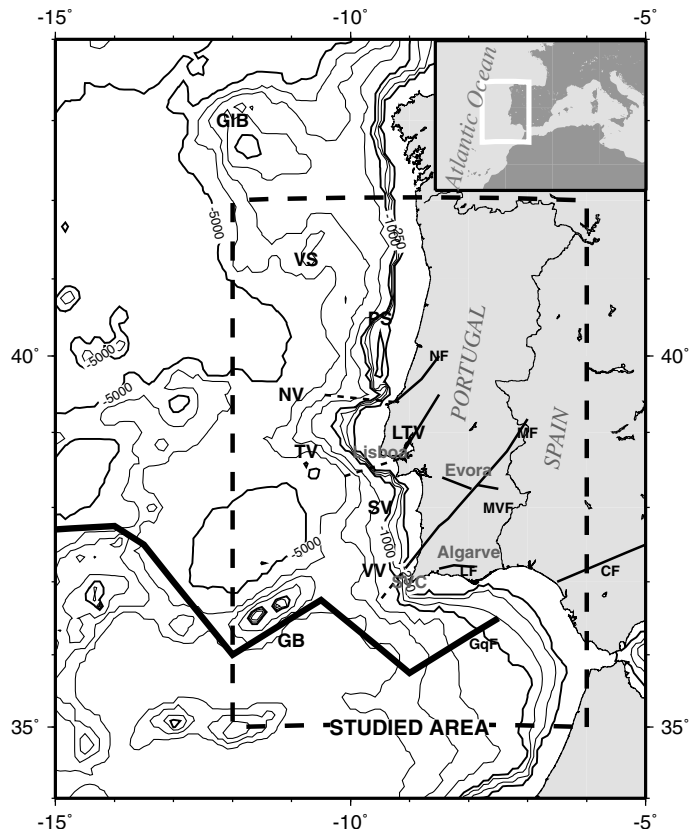 -15˚
-10˚
-5˚
Atlantic Ocean
GIB
-5000
-1000
-250
VS
PS
PORTUGAL
-5000
40˚
40˚
NF
-5000
NV
SPAIN
LTV
MF
Lisboa
TV
Evora
SV
MVF
-1000
-5000
Algarve
VV
LF
CF
SVC
GB
GqF
35˚
STUDIED AREA
35˚
-15˚
-10˚
-5˚